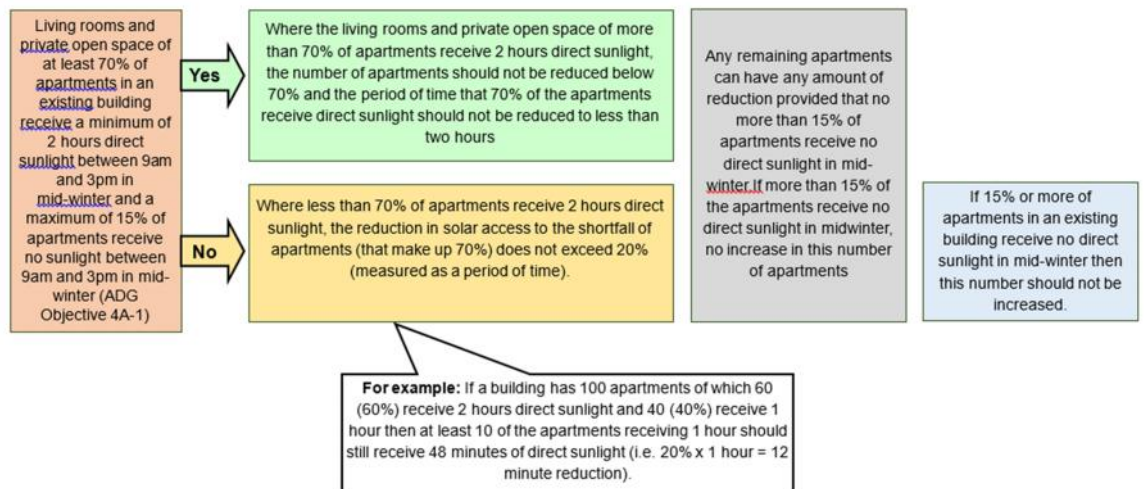 Living rooms and
private open space of
at least 70% of
apartments in an
existing building
receive a minimum of
2 hours direct
sunlight between 9am
and 3pm in
mid-winter and a
maximum of 15% of
apartments receive
no sunlight between
9am and 3pm in mid-
winter (ADG
Objective 4A-1)
Yes
Where the living rooms and private open space of more
than 70% of apartments receive 2 hours direct sunlight,
the number of apartments should not be reduced below
70% and the period of time that 70% of the apartments
receive direct sunlight should not be reduced to less than
two hours
No
Where less than 70% of apartments receive 2 hours direct
sunlight, the reduction in solar access to the shortfall of
apartments (that make up 70%) does not exceed 20%
(measured as a period of time).
Any remaining apartments
can have any amount of
reduction provided that no
more than 15% of
apartments receive no
direct sunlight in mid-
winter.If more than 15% of
the apartments receive no
direct sunlight in midwinter,
no increase in this number
of apartments
If 15% or more of
apartments in an existing
building receive no direct
sunlight in mid-winter then
this number should not be
increased.
For example: If a building has 100 apartments of which 60
(60%) receive 2 hours direct sunlight and 40 (40%) receive 1
hour then at least 10 of the apartments receiving 1 hour should
still receive 48 minutes of direct sunlight (i.e. 20% x 1 hour = 12
minute reduction).